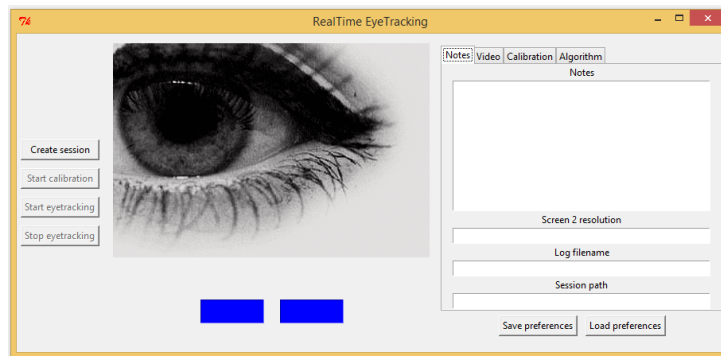 RealTime EyeTracking
Create session
Start calibration
Start eyetracking
Stop eyetracking
Notes Video Calibration Algorithm
Notes
Screen 2 resolution
Log filename
Session path
Save preferences Load preferences